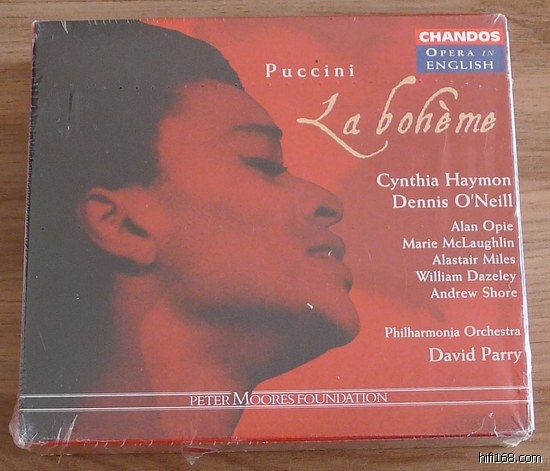 CHANDOS
OPERA IN
ENGLISH
Puccini
La bohème
Cynthia Haymon
Dennis O'Neill
Alan Opie
Marie McLaughlin
Alastair Miles
William Dazeley
Andrew Shore
Philharmonia Orchestra
David Parry
PETER MOORES FOUNDATION
hifi168.com